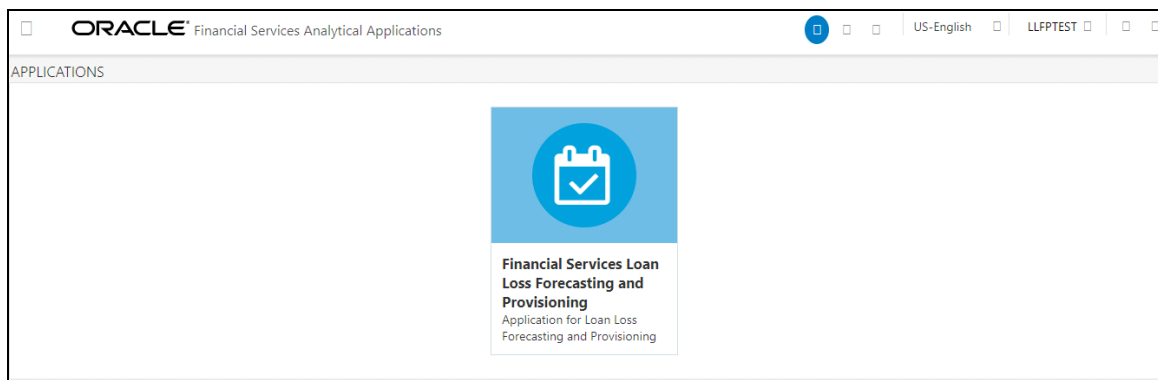 ORACLE® Financial Services Analytical Applications
US-English
LLFPTEST
APPLICATIONS
Financial Services Loan
Loss Forecasting and
Provisioning
Application for Loan Loss
Forecasting and Provisioning